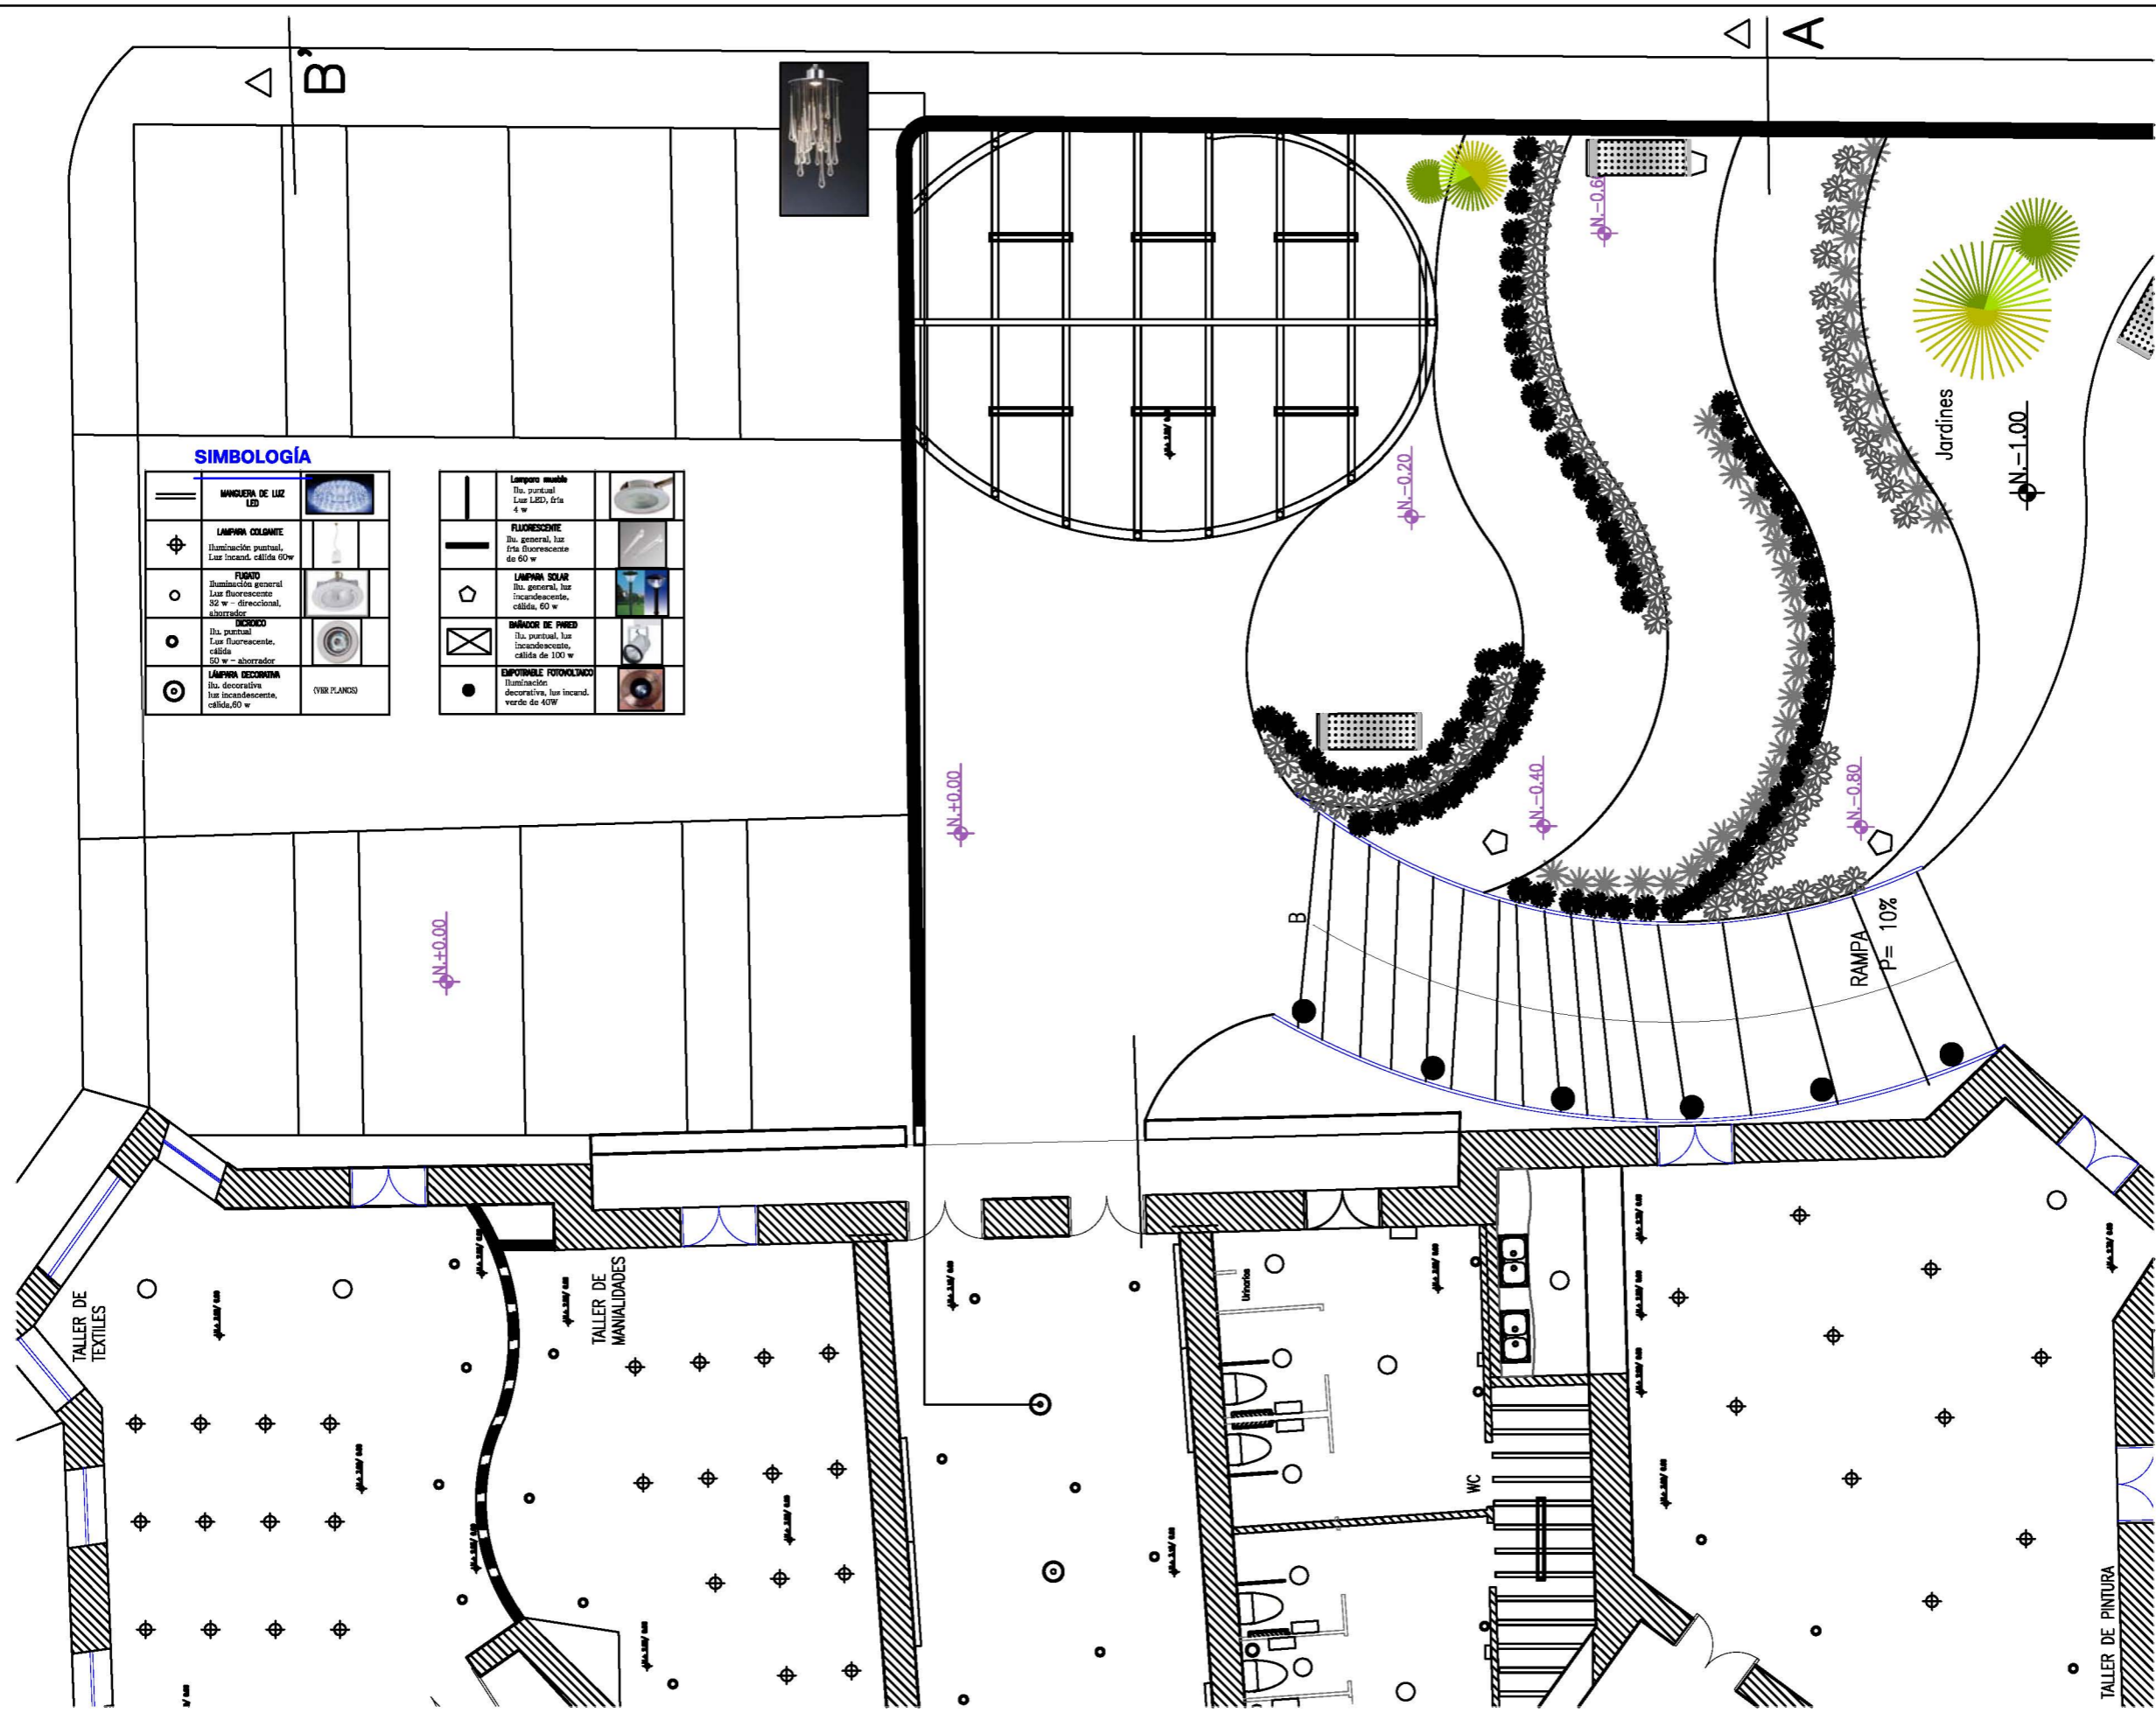 B'
A
SIMBOLOGÍA
MANGUERA DE LUZ
LED
LAMPARA COLGANTE
Iluminación puntual,
Luz incand. cálida 60w
FUGATO
Iluminación general
Luz fluorescente
32 w - direccional,
ahorrador
DICROICO
Ilu. puntual
Luz fluorescente,
cálida
50 w - ahorrador
LÁMPARA DECORATIVA
ilu. decorativa
luz incandescente,
cálida,60 w
(VER PLANOS)
Lampara mueble
Ilu. puntual
Luz LED, fría
4 w
FLUORESCENTE
Ilu. general, luz
fría fluorescente
de 60 w
LAMPARA SOLAR
Ilu. general, luz
incandescente,
cálida, 60 w
BAÑADOR DE PARED
ilu. puntual, luz
incandescente,
cálida de 100 w
EMPOTRABLE FOTOVOLTAICO
Iluminación
decorativa, luz incand.
verde de 40W
N.-0.6
Jardines
N.-1.00
N.-0.20
N.+0.00
N.-0.40
N.-0.80
N.+0.00
B
RAMPA
P= 10%
TALLER DE
TEXTILES
TALLER DE
MANIALIDADES
Urinarios
WC
TALLER DE PINTURA